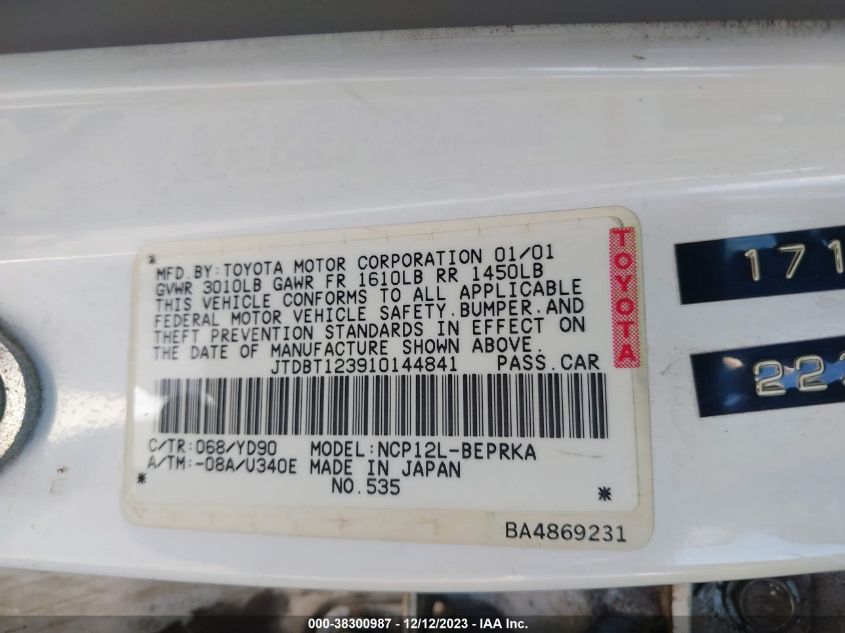 MFD.BY:TOYOTA MOTOR CORPORATION 01/01
GVWR 3010LB GAWR FR 1610LB RR 1450LB
THIS VEHICLE CONFORMS TO ALL APPLICABLE
FEDERAL MOTOR VEHICLE SAFETY,BUMPER,AND
THEFT PREVENTION STANDARDS IN EFFECT ON
THE DATE OF MANUFACTURE SHOWN ABOVE.
JTDBT123910144841 PASS.CAR
C/TR:068/YD90 MODEL:NCP12L-BEPRKA
A/TM:-08A/U340E MADE IN JAPAN
NO.535
BA4869231
TOYOTA
171
22
000-38300987 - 12/12/2023 - IAAI Inc.